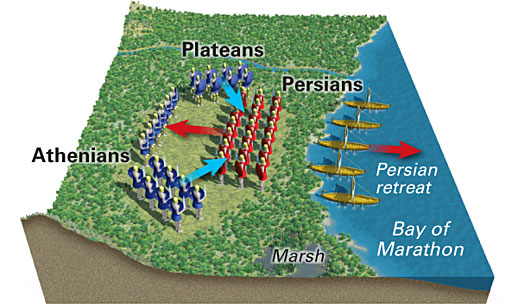 Plateans
Persians
Athenians
Persian
retreat
Bay of
Marathon
Marsh